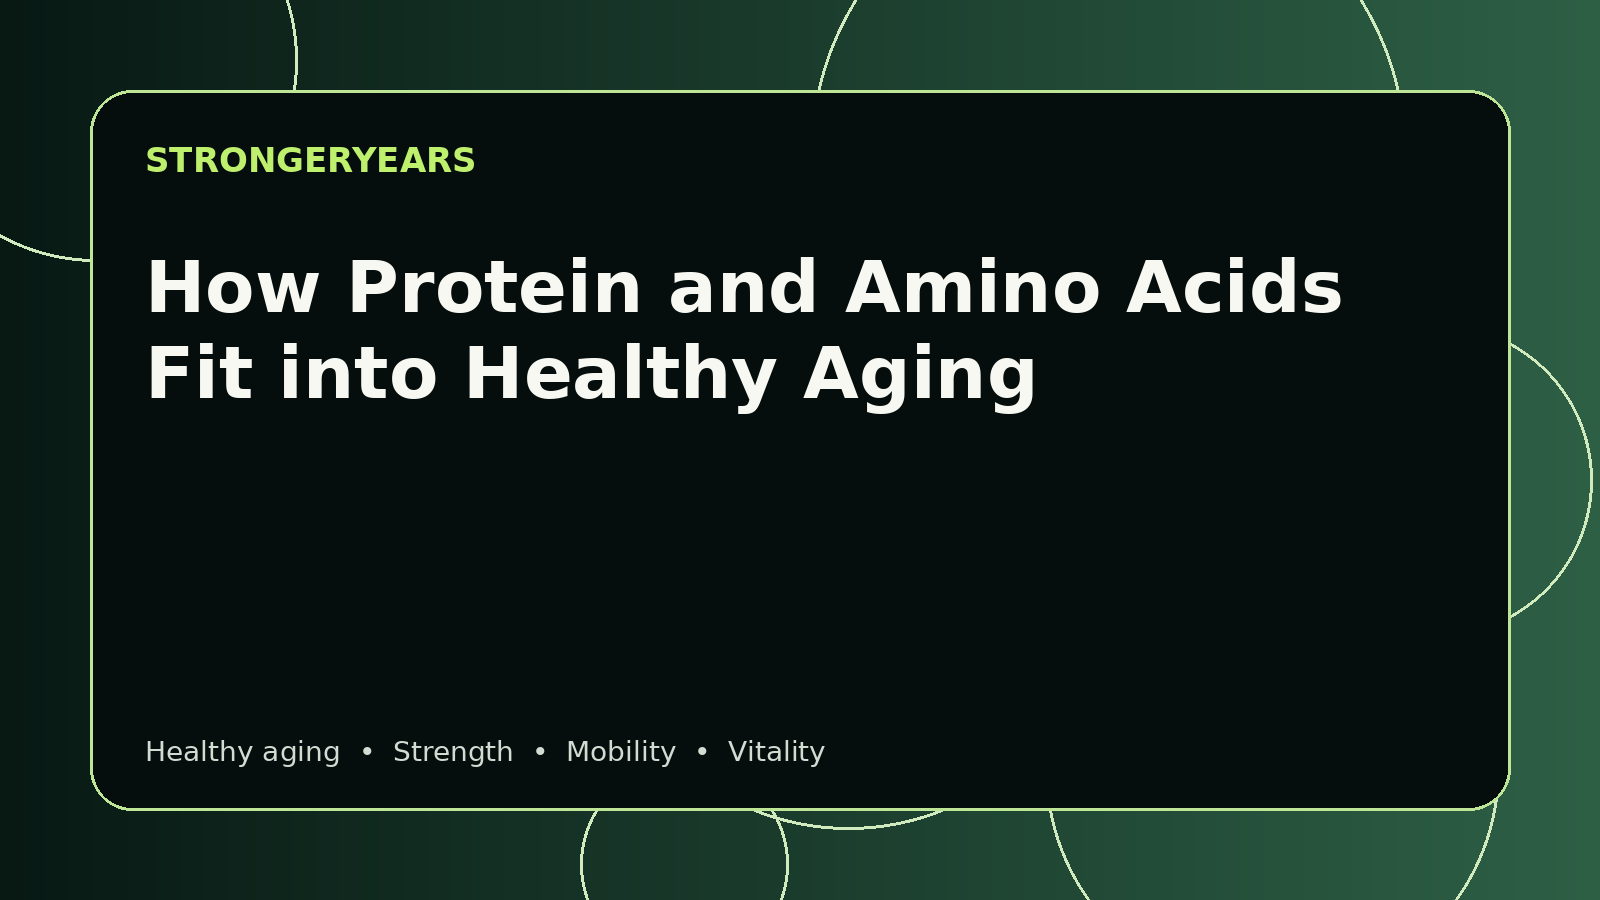 STRONGERYEARS
How Protein and Amino Acids
Fit into Healthy Aging
Healthy aging • Strength • Mobility • Vitality